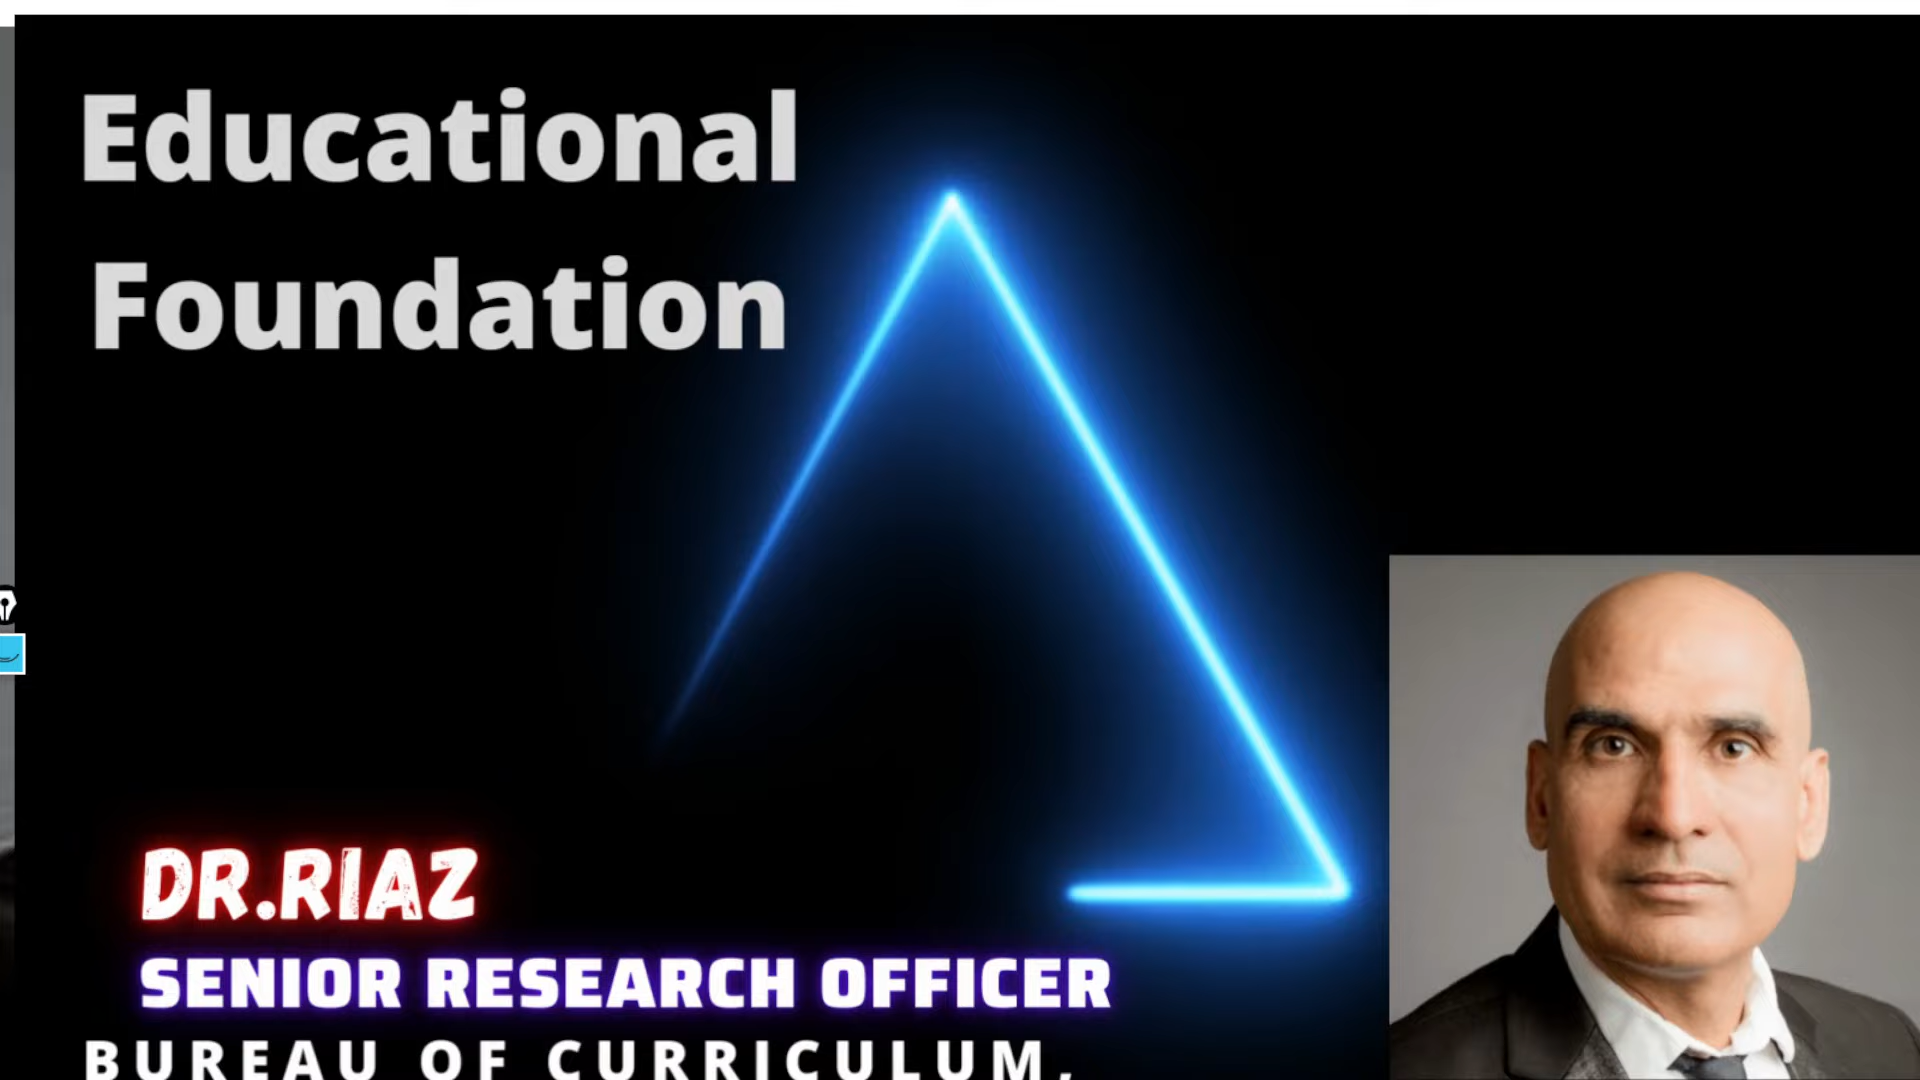 Educational
Foundation
DR.RIAZ
SENIOR RESEARCH OFFICER
BUREAU OF CURRICULUM,